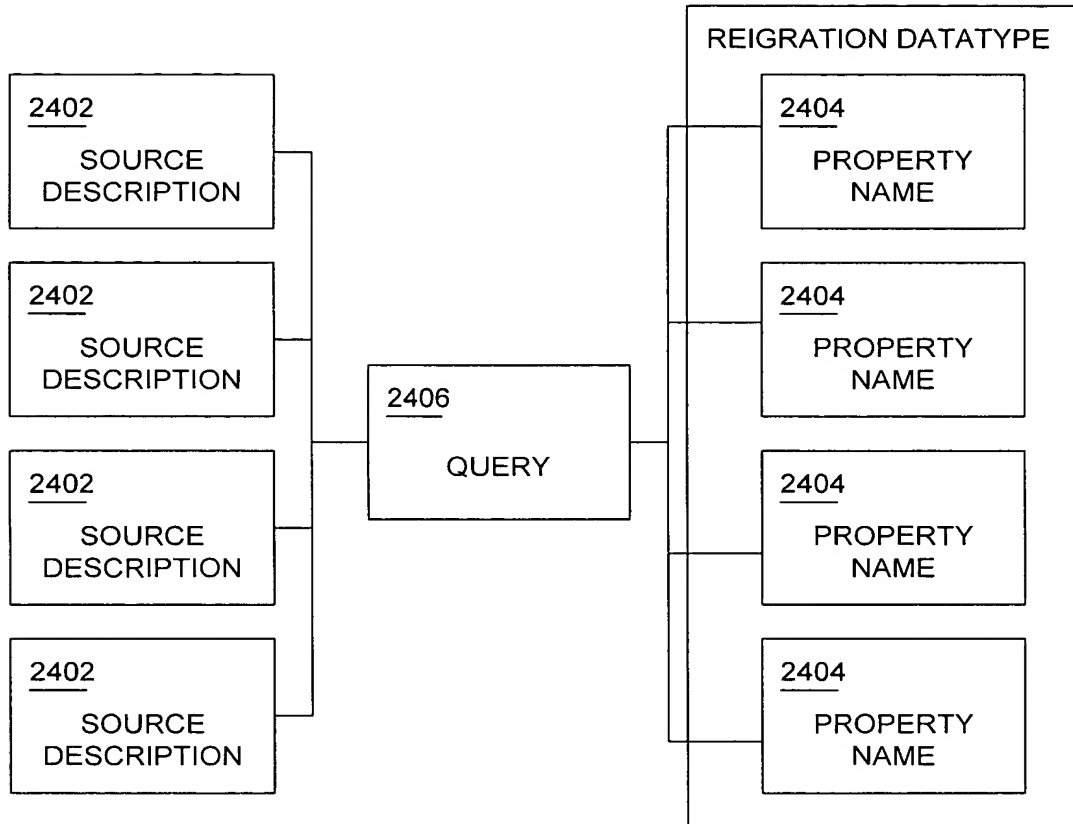 REIGRATION DATATYPE
2402
SOURCE
DESCRIPTION
2402
SOURCE
DESCRIPTION
2402
SOURCE
DESCRIPTION
2402
SOURCE
DESCRIPTION
2406
QUERY
2404
PROPERTY
NAME
2404
PROPERTY
NAME
2404
PROPERTY
NAME
2404
PROPERTY
NAME